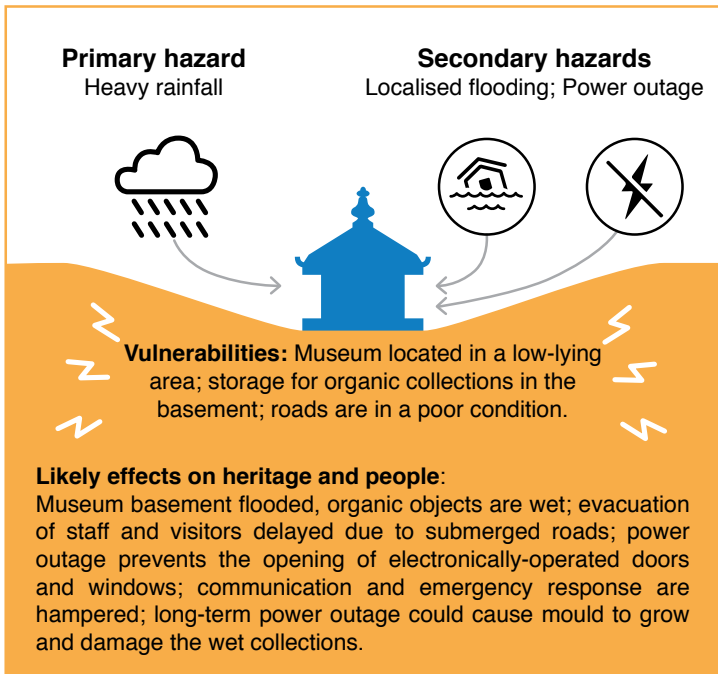 Primary hazard
Heavy rainfall
Secondary hazards
Localised flooding; Power outage
Vulnerabilities: Museum located in a low-lying
area; storage for organic collections in the
basement; roads are in a poor condition.
Likely effects on heritage and people:
Museum basement flooded, organic objects are wet; evacuation
of staff and visitors delayed due to submerged roads; power
outage prevents the opening of electronically-operated doors
and windows; communication and emergency response are
hampered; long-term power outage could cause mould to grow
and damage the wet collections.